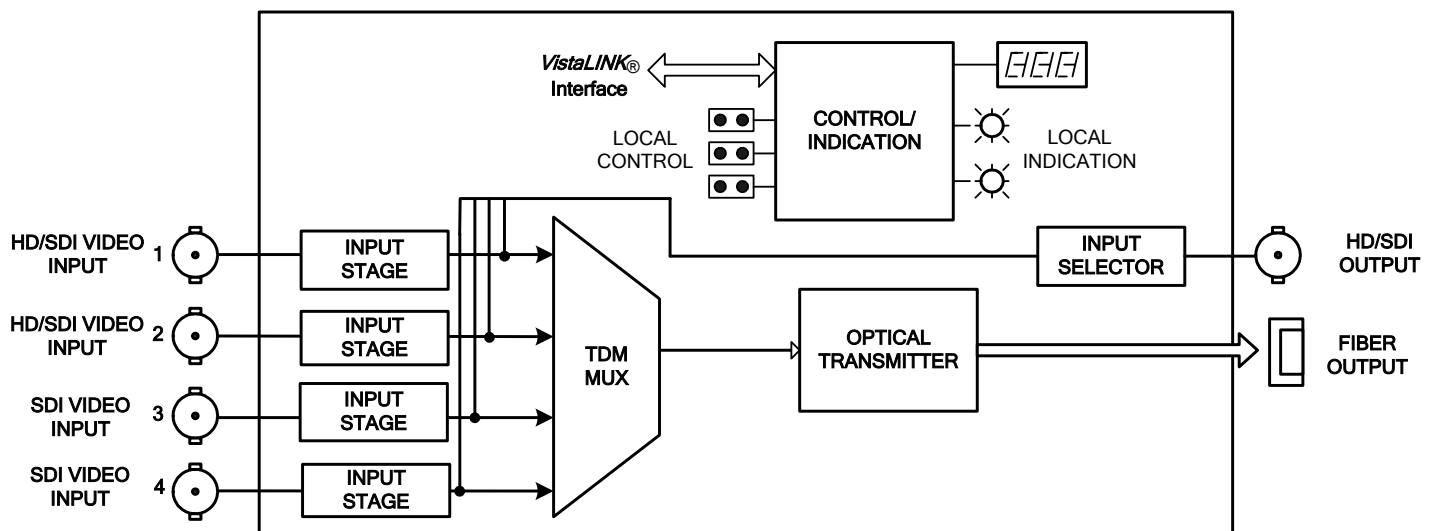 VistaLINK®
Interface
LOCAL
CONTROL
CONTROL/
INDICATION
LOCAL
INDICATION
HD/SDI VIDEO
INPUT
1
INPUT
STAGE
HD/SDI VIDEO
INPUT
2
INPUT
STAGE
SDI VIDEO
INPUT
3
INPUT
STAGE
SDI VIDEO
INPUT
4
INPUT
STAGE
TDM
MUX
OPTICAL
TRANSMITTER
INPUT
SELECTOR
HD/SDI
OUTPUT
FIBER
OUTPUT